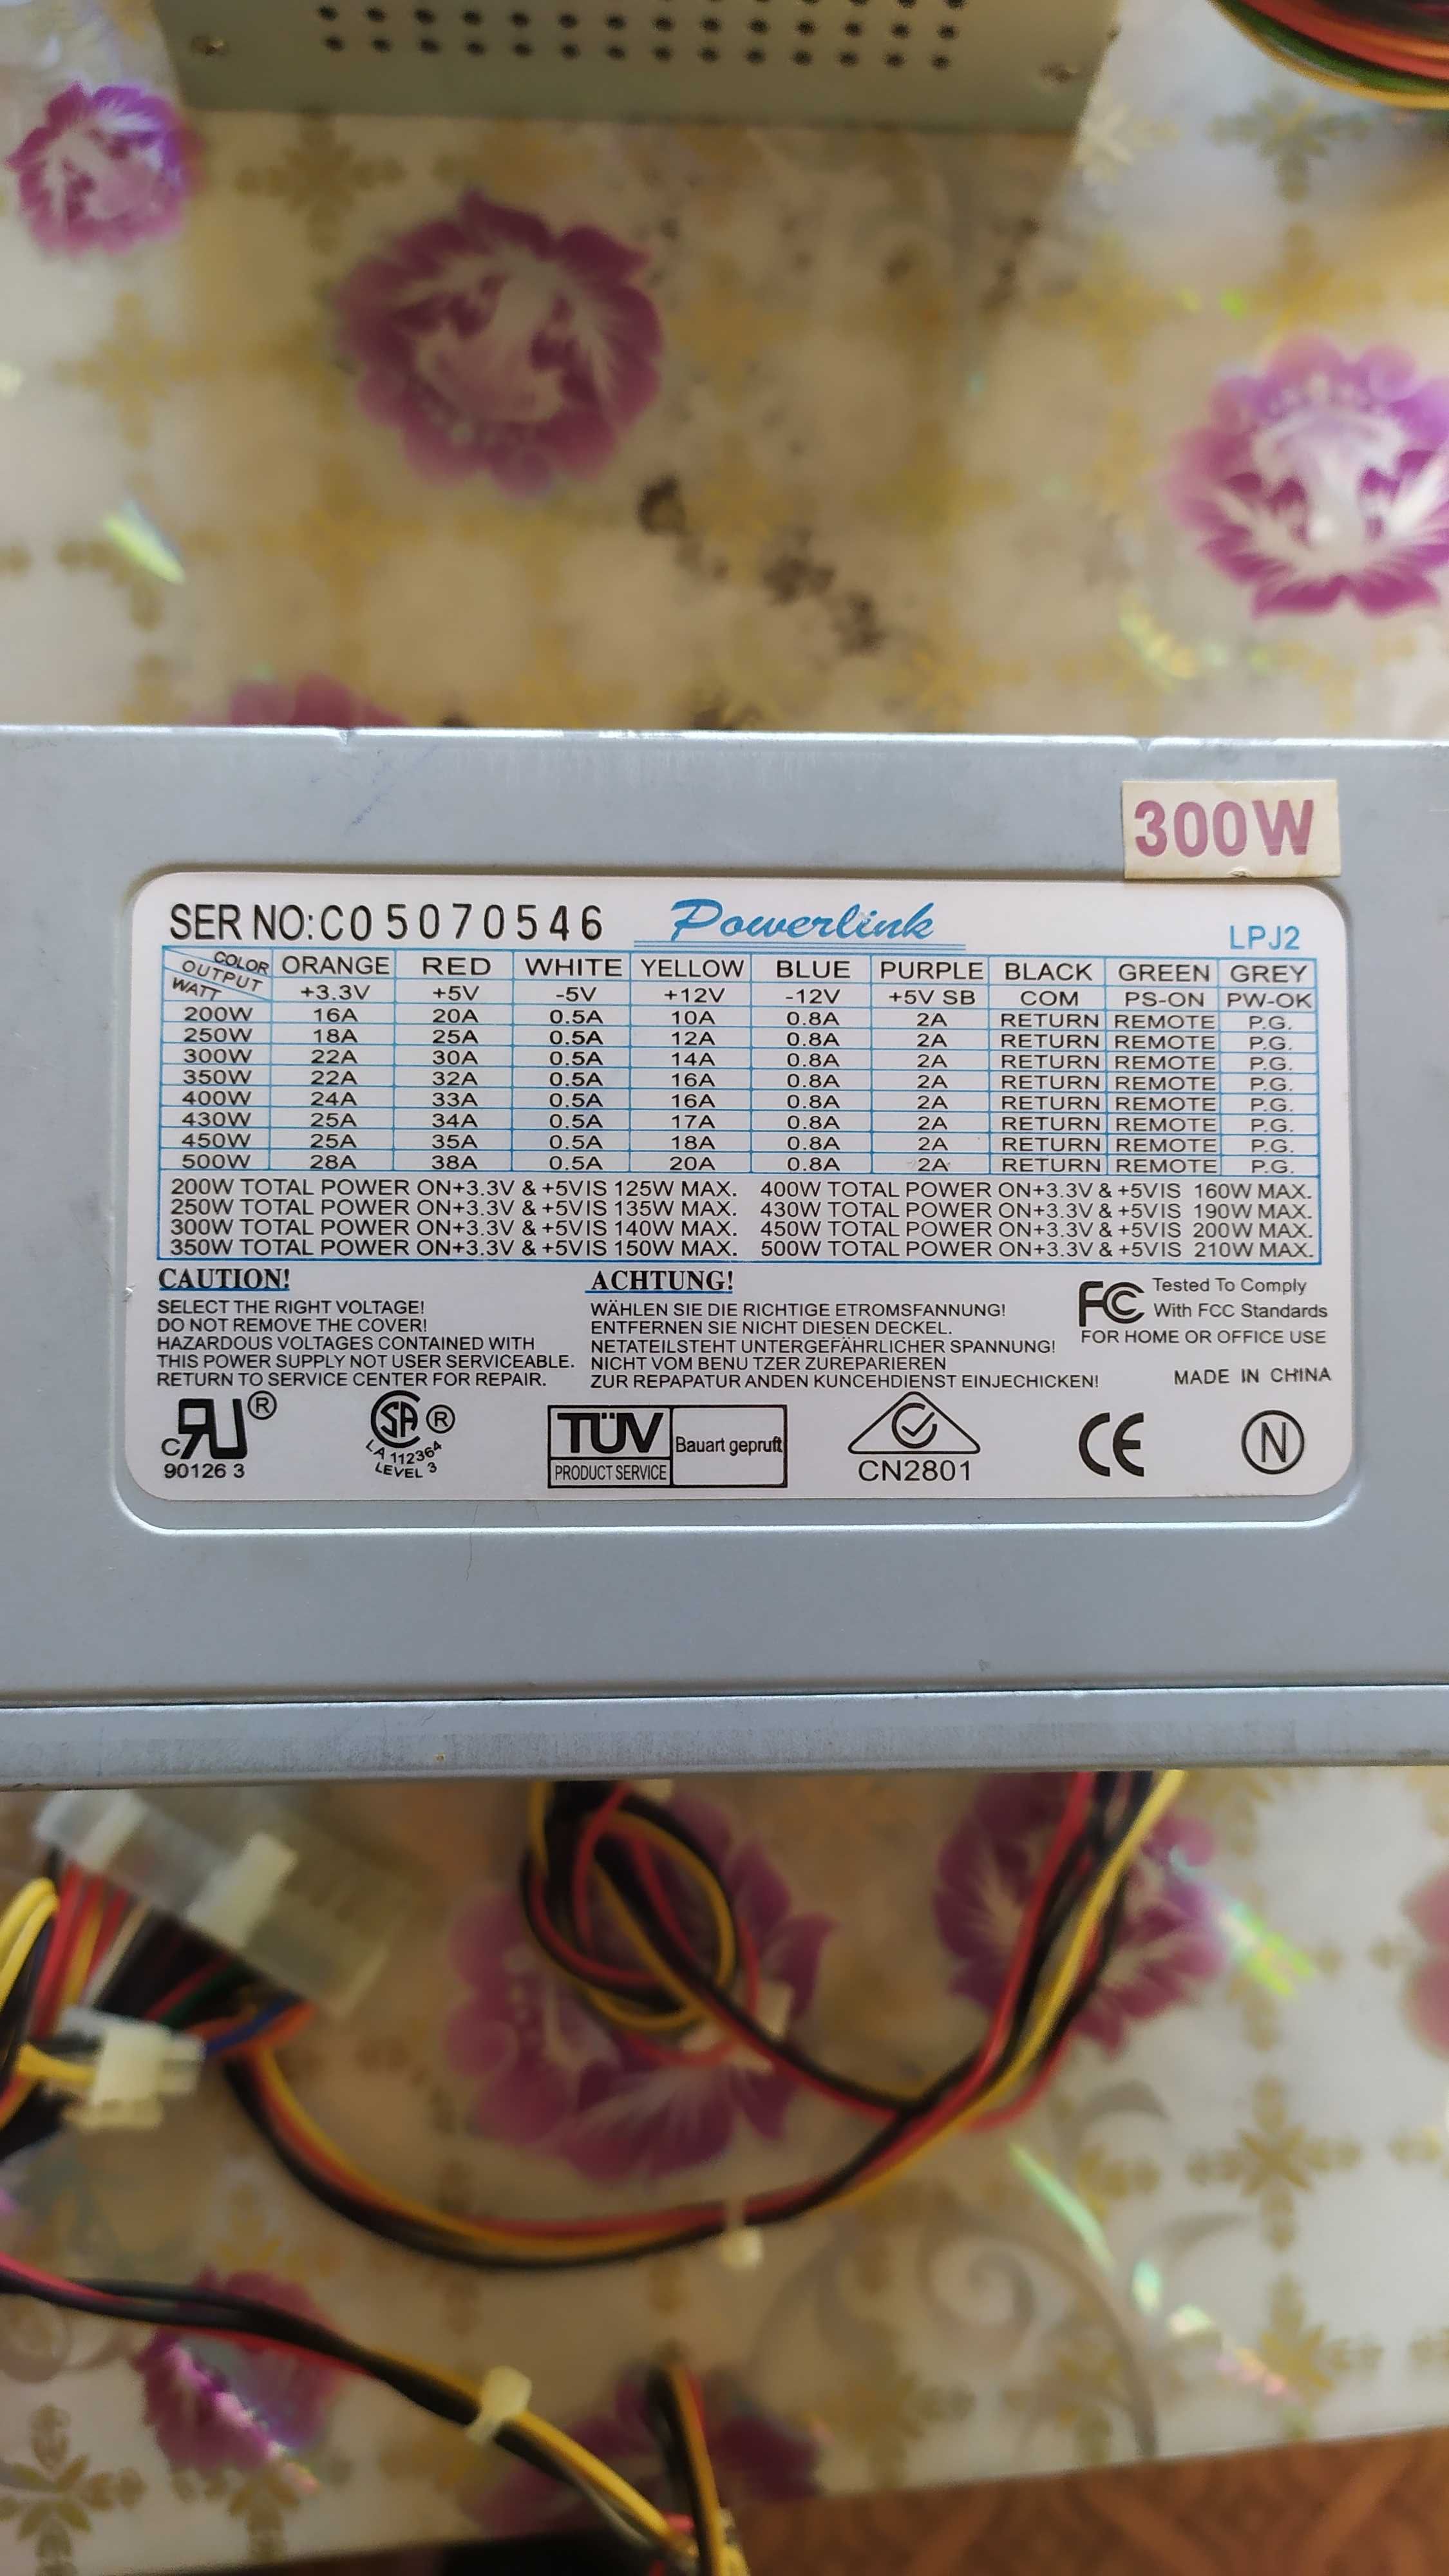 300W
SER NO:C05070546 Powerlink LPJ2
COLOR OUTPUT WATT ORANGE RED WHITE YELLOW BLUE PURPLE BLACK GREEN GREY
+3.3V +5V -5V +12V -12V +5V SB COM PS-ON PW-OK
200W 16A 20A 0.5A 10A 0.8A 2A RETURN REMOTE P.G.
250W 18A 25A 0.5A 12A 0.8A 2A RETURN REMOTE P.G.
300W 22A 30A 0.5A 14A 0.8A 2A RETURN REMOTE P.G.
350W 22A 32A 0.5A 16A 0.8A 2A RETURN REMOTE P.G.
400W 24A 33A 0.5A 16A 0.8A 2A RETURN REMOTE P.G.
430W 25A 34A 0.5A 17A 0.8A 2A RETURN REMOTE P.G.
450W 25A 35A 0.5A 18A 0.8A 2A RETURN REMOTE P.G.
500W 28A 38A 0.5A 20A 0.8A 2A RETURN REMOTE P.G.
200W TOTAL POWER ON+3.3V & +5VIS 125W MAX. 400W TOTAL POWER ON+3.3V & +5VIS 160W MAX.
250W TOTAL POWER ON+3.3V & +5VIS 135W MAX. 430W TOTAL POWER ON+3.3V & +5VIS 190W MAX.
300W TOTAL POWER ON+3.3V & +5VIS 140W MAX. 450W TOTAL POWER ON+3.3V & +5VIS 200W MAX.
350W TOTAL POWER ON+3.3V & +5VIS 150W MAX. 500W TOTAL POWER ON+3.3V & +5VIS 210W MAX.
CAUTION!
SELECT THE RIGHT VOLTAGE!
DO NOT REMOVE THE COVER!
HAZARDOUS VOLTAGES CONTAINED WITH
THIS POWER SUPPLY NOT USER SERVICEABLE.
RETURN TO SERVICE CENTER FOR REPAIR.
ACHTUNG!
WÄHLEN SIE DIE RICHTIGE ETROMSFANNUNG!
ENTFERNEN SIE NICHT DIESEN DECKEL.
NETATEILSTEHT UNTERGEFÄHRLICHER SPANNUNG!
NICHT VOM BENU TZER ZUREPARIEREN
ZUR REPAPATUR ANDEN KUNCEHDIENST EINJECHICKEN!
FC Tested To Comply
With FCC Standards
FOR HOME OR OFFICE USE
MADE IN CHINA
c RU ®
90126 3
SA ®
LA 112364
LEVEL 3
TÜV Bauart gepruft
PRODUCT SERVICE
CN2801
CE
N